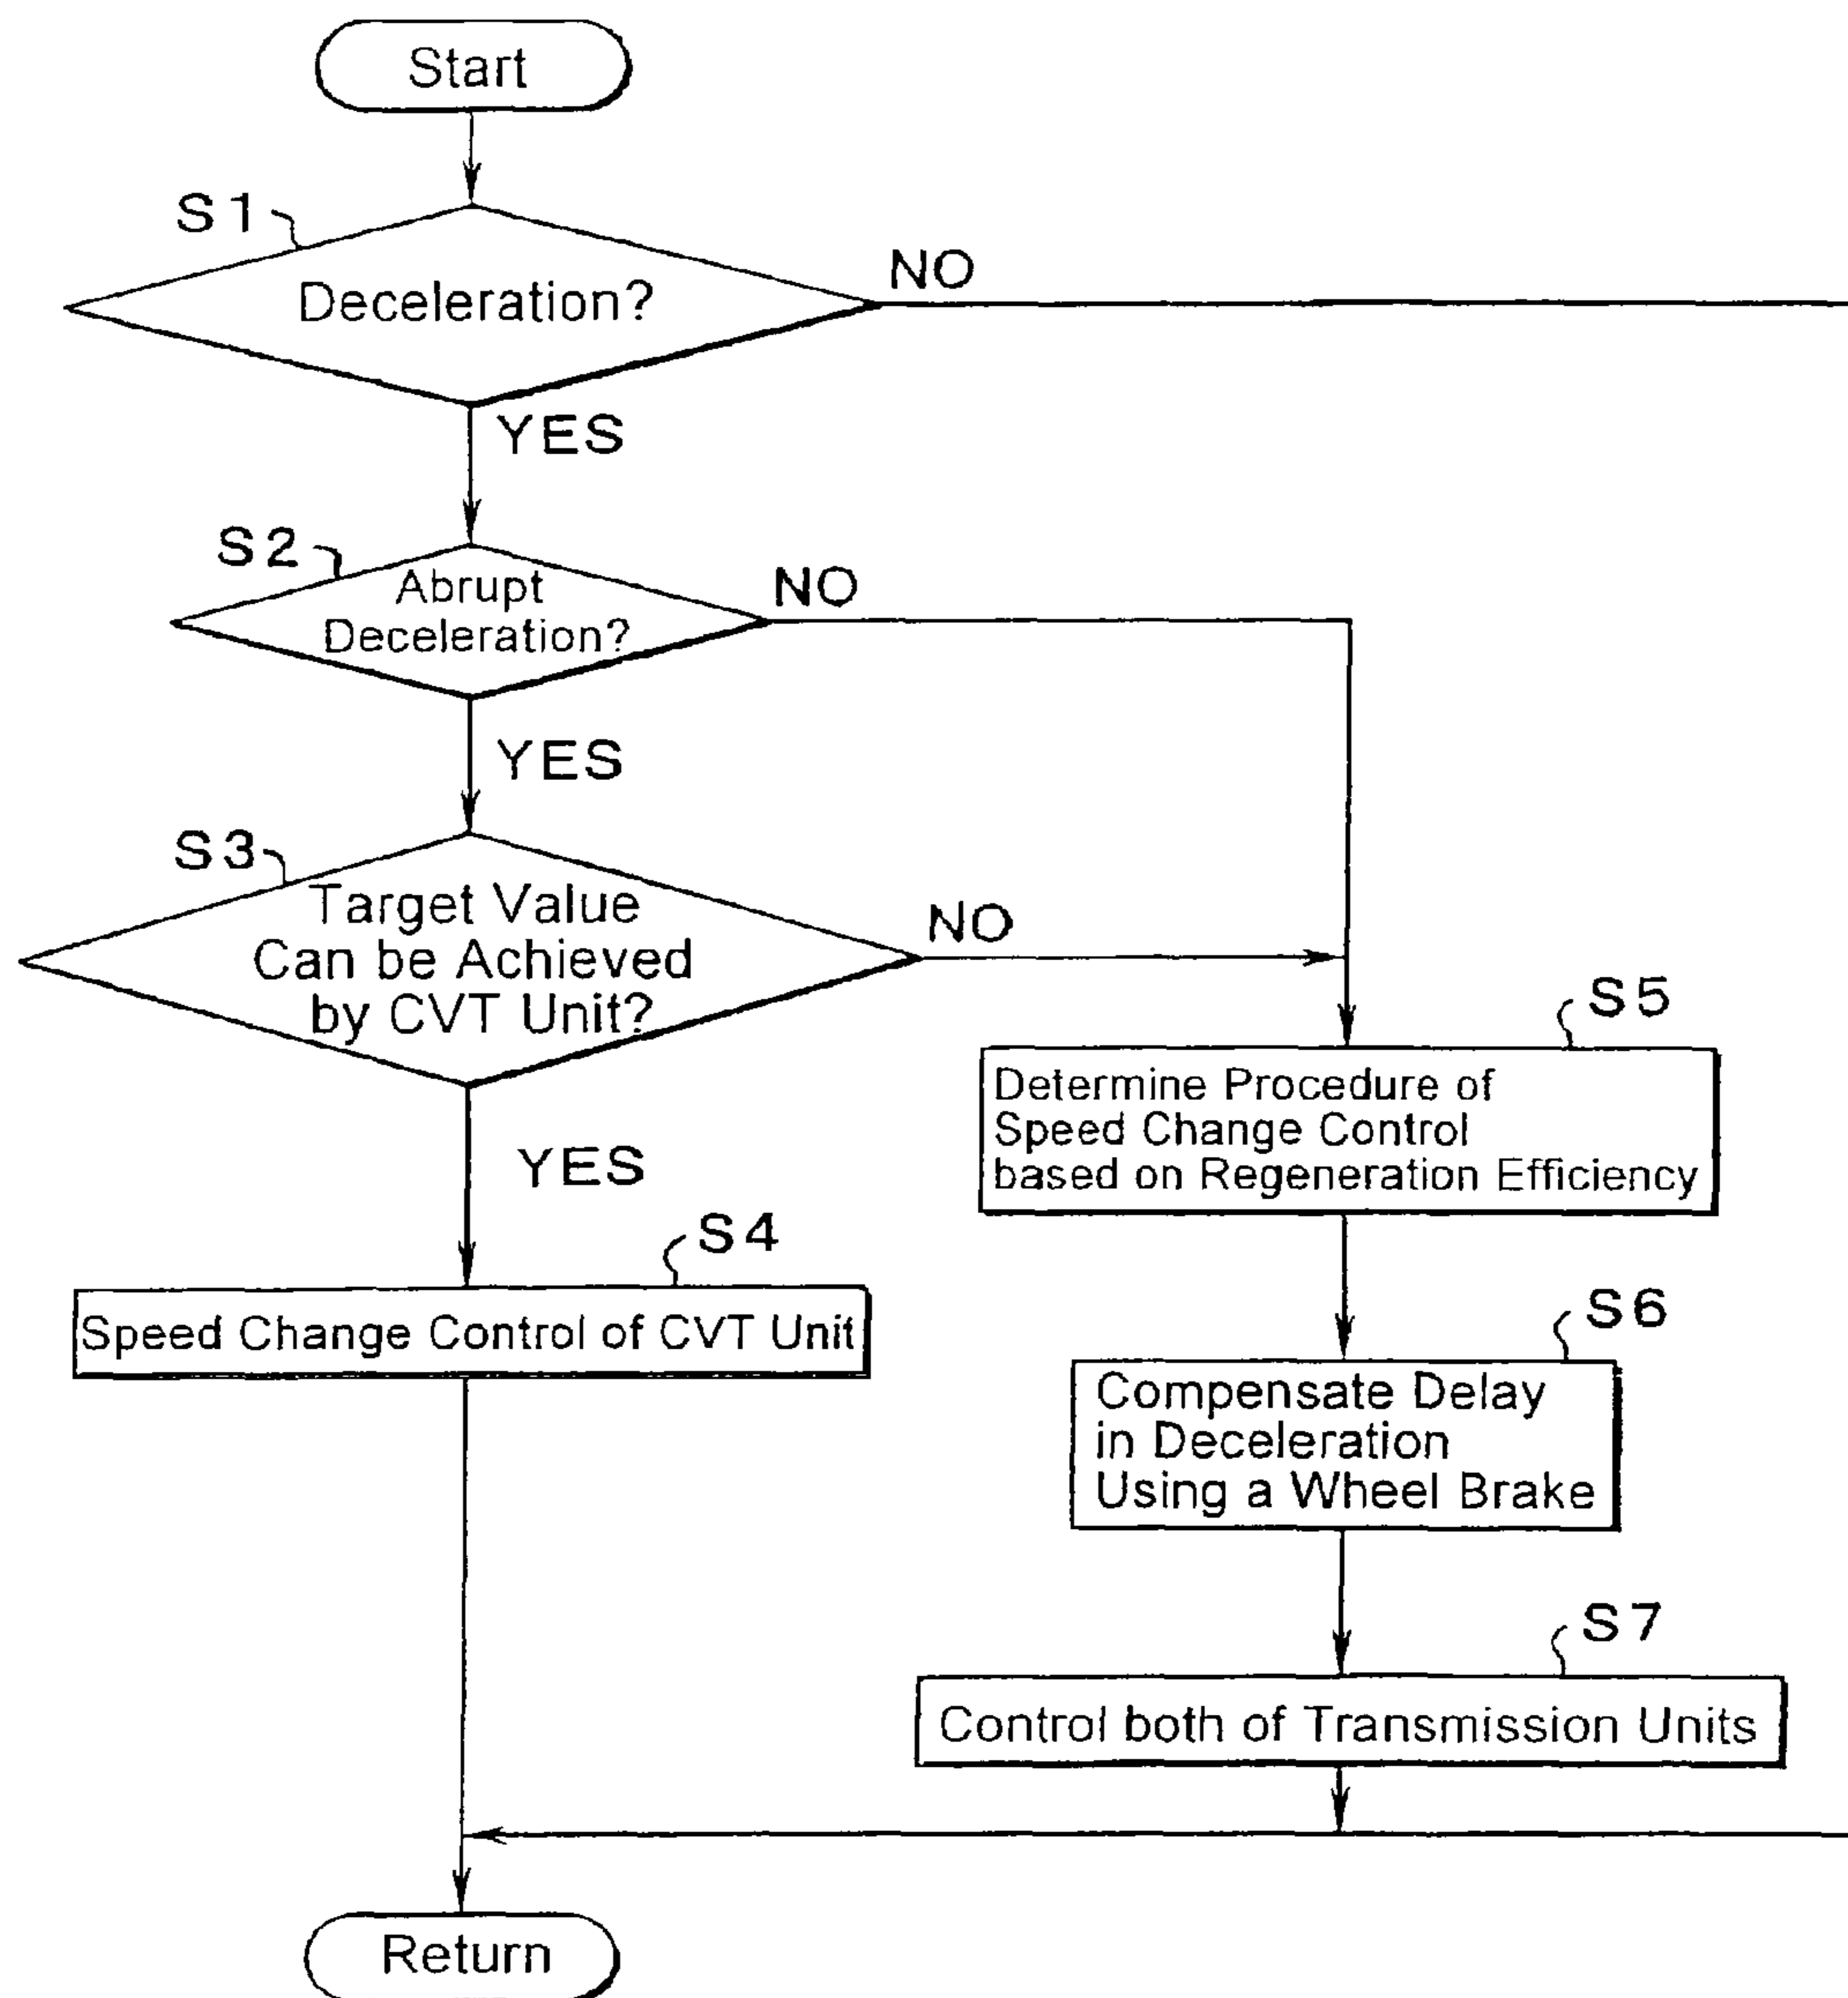 Start
S1
Deceleration?
NO
YES
S2
Abrupt
Deceleration?
NO
YES
S3
Target Value
Can be Achieved
by CVT Unit?
NO
YES
S4
Speed Change Control of CVT Unit
S5
Determine Procedure of
Speed Change Control
based on Regeneration Efficiency
S6
Compensate Delay
in Deceleration
Using a Wheel Brake
S7
Control both of Transmission Units
Return